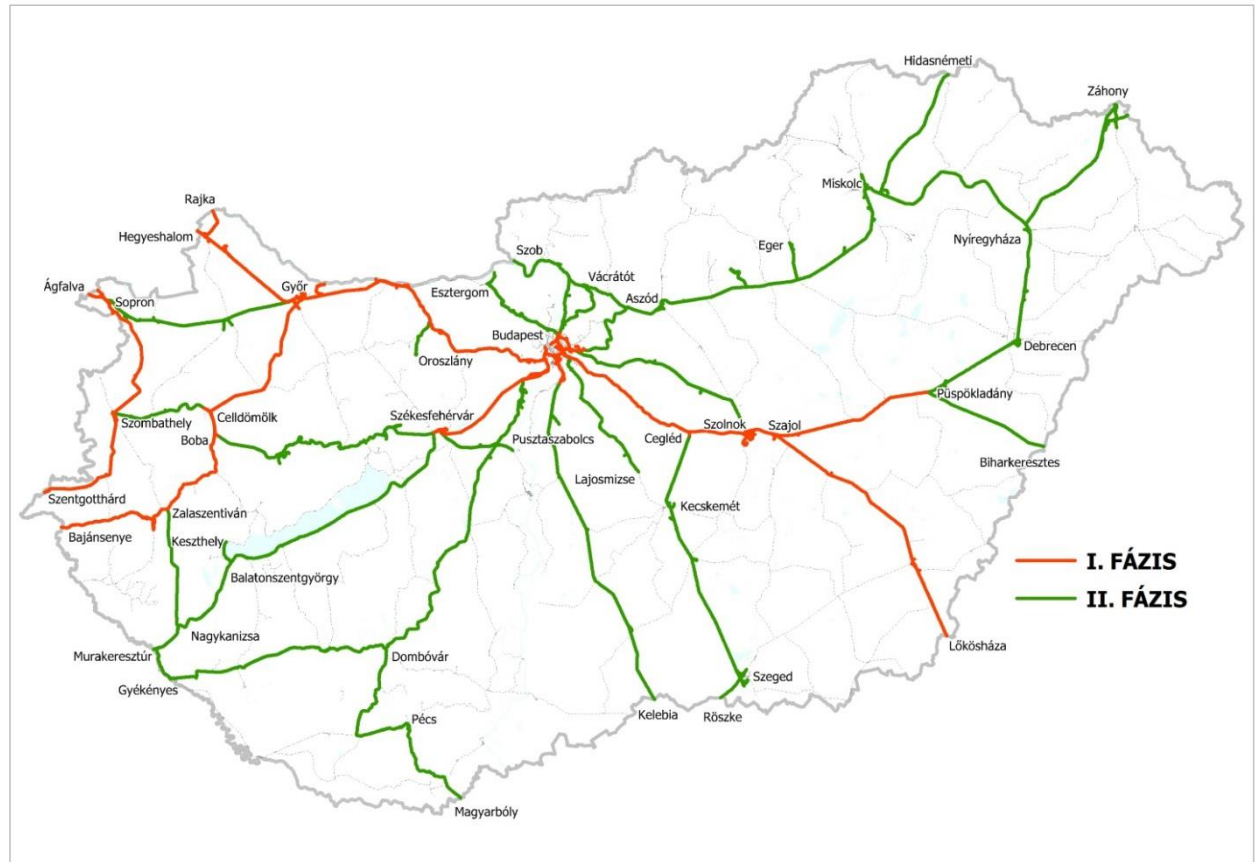 Hidasnémeti
Záhony
Miskolc
Rajka
Nyíregyháza
Hegyeshalom
Eger
Szob
Vácrátót
Ágfalva
Győr
Esztergom
Aszód
Sopron
Budapest
Debrecen
Oroszlány
Püspökladány
Szombathely
Celldömölk
Székesfehérvár
Szolnok
Szajol
Boba
Pusztaszabolcs
Cegléd
Biharkeresztes
Lajosmizse
Szentgotthárd
Kecskemét
Zalaszentiván
Bajánsenye
Keszthely
I. FÁZIS
Balatonszentgyörgy
II. FÁZIS
Nagykanizsa
Lőkösháza
Murakeresztúr
Dombóvár
Szeged
Gyékényes
Kelebia
Röszke
Pécs
Magyarbóly